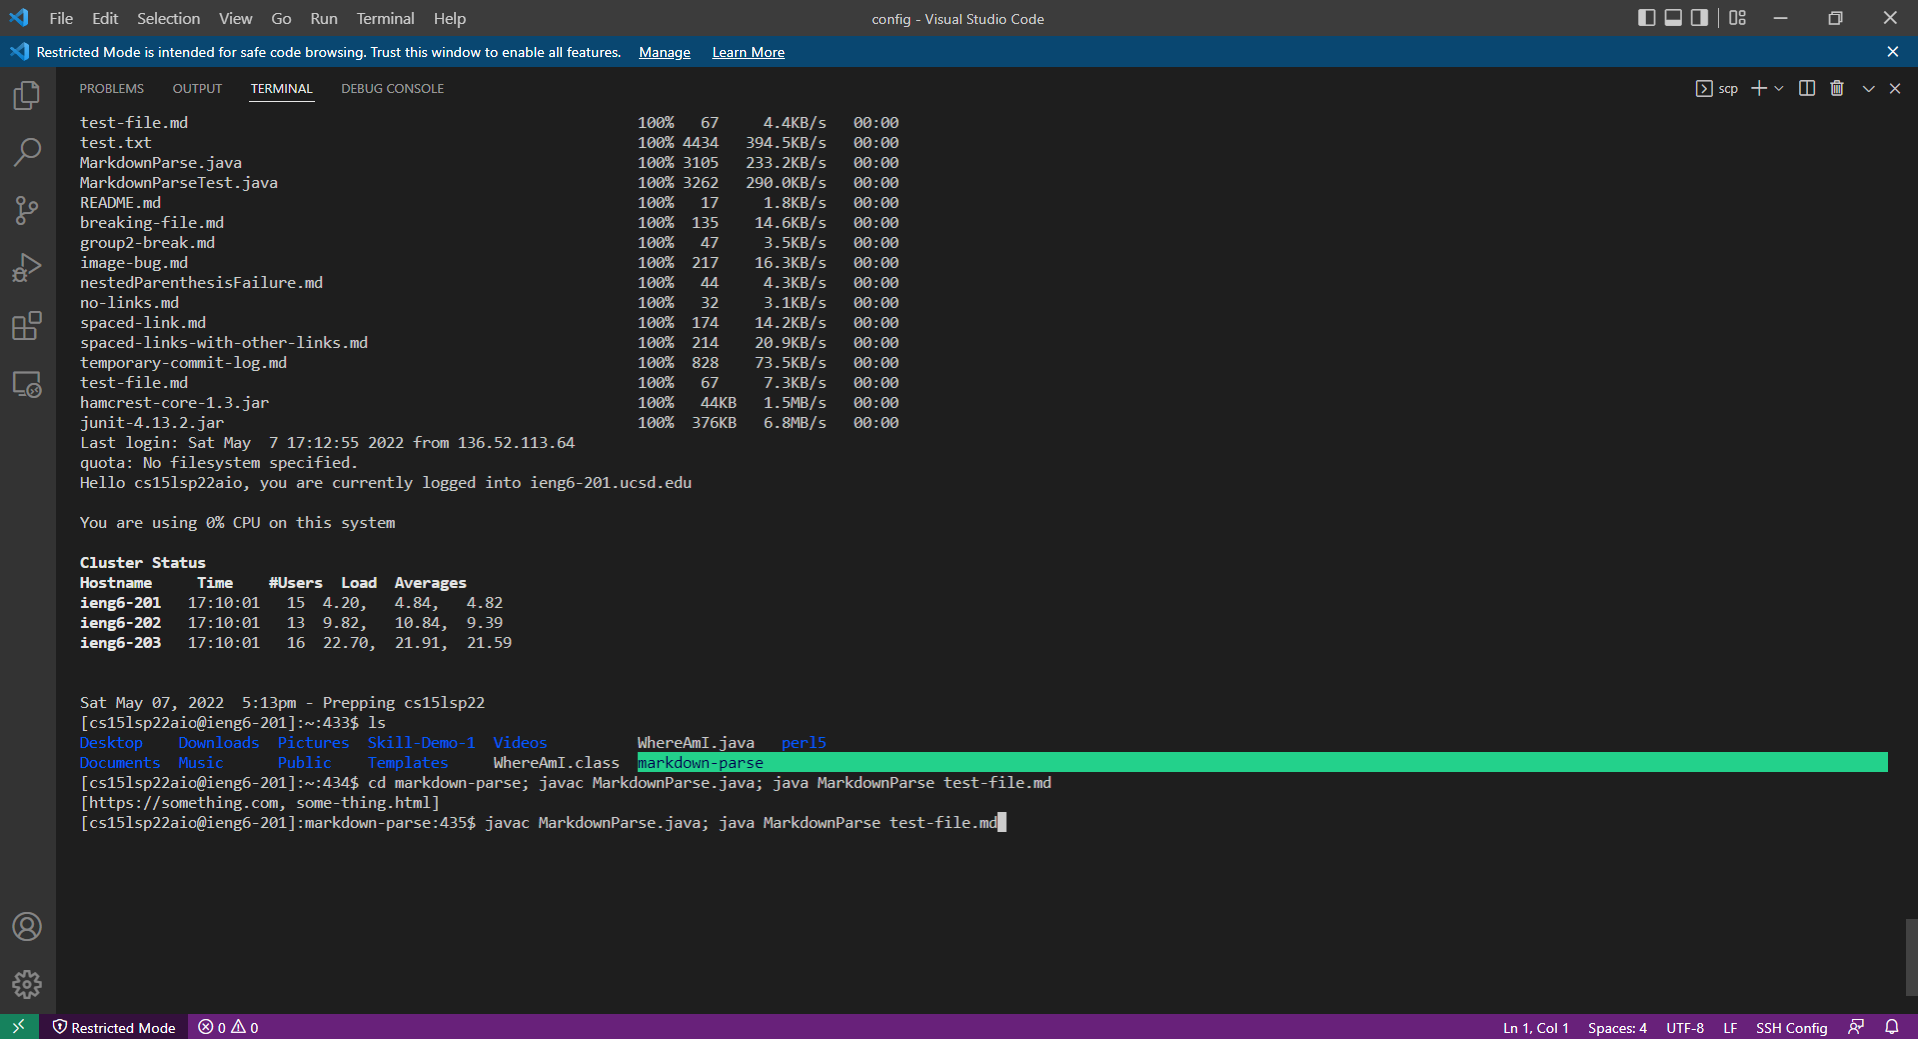 File Edit Selection View Go Run Terminal Help config - Visual Studio Code
Restricted Mode is intended for safe code browsing. Trust this window to enable all features. Manage Learn More
PROBLEMS OUTPUT TERMINAL DEBUG CONSOLE scp
test-file.md 100% 67 4.4KB/s 00:00
test.txt 100% 4434 394.5KB/s 00:00
MarkdownParse.java 100% 3105 233.2KB/s 00:00
MarkdownParseTest.java 100% 3262 290.0KB/s 00:00
README.md 100% 17 1.8KB/s 00:00
breaking-file.md 100% 135 14.6KB/s 00:00
group2-break.md 100% 47 3.5KB/s 00:00
image-bug.md 100% 217 16.3KB/s 00:00
nestedParenthesisFailure.md 100% 44 4.3KB/s 00:00
no-links.md 100% 32 3.1KB/s 00:00
spaced-link.md 100% 174 14.2KB/s 00:00
spaced-links-with-other-links.md 100% 214 20.9KB/s 00:00
temporary-commit-log.md 100% 828 73.5KB/s 00:00
test-file.md 100% 67 7.3KB/s 00:00
hamcrest-core-1.3.jar 100% 44KB 1.5MB/s 00:00
junit-4.13.2.jar 100% 376KB 6.8MB/s 00:00
Last login: Sat May  7 17:12:55 2022 from 136.52.113.64
quota: No filesystem specified.
Hello cs15lsp22aio, you are currently logged into ieng6-201.ucsd.edu
You are using 0% CPU on this system
Cluster Status
Hostname Time #Users Load Averages
ieng6-201 17:10:01 15 4.20, 4.84, 4.82
ieng6-202 17:10:01 13 9.82, 10.84, 9.39
ieng6-203 17:10:01 16 22.70, 21.91, 21.59
Sat May 07, 2022  5:13pm - Prepping cs15lsp22
[cs15lsp22aio@ieng6-201]:~:433$ ls
Desktop Downloads Pictures Skill-Demo-1 Videos WhereAmI.java perl5
Documents Music Public Templates WhereAmI.class markdown-parse
[cs15lsp22aio@ieng6-201]:~:434$ cd markdown-parse; javac MarkdownParse.java; java MarkdownParse test-file.md
[https://something.com, some-thing.html]
[cs15lsp22aio@ieng6-201]:markdown-parse:435$ javac MarkdownParse.java; java MarkdownParse test-file.md
Restricted Mode 0 0 Ln 1, Col 1 Spaces: 4 UTF-8 LF SSH Config